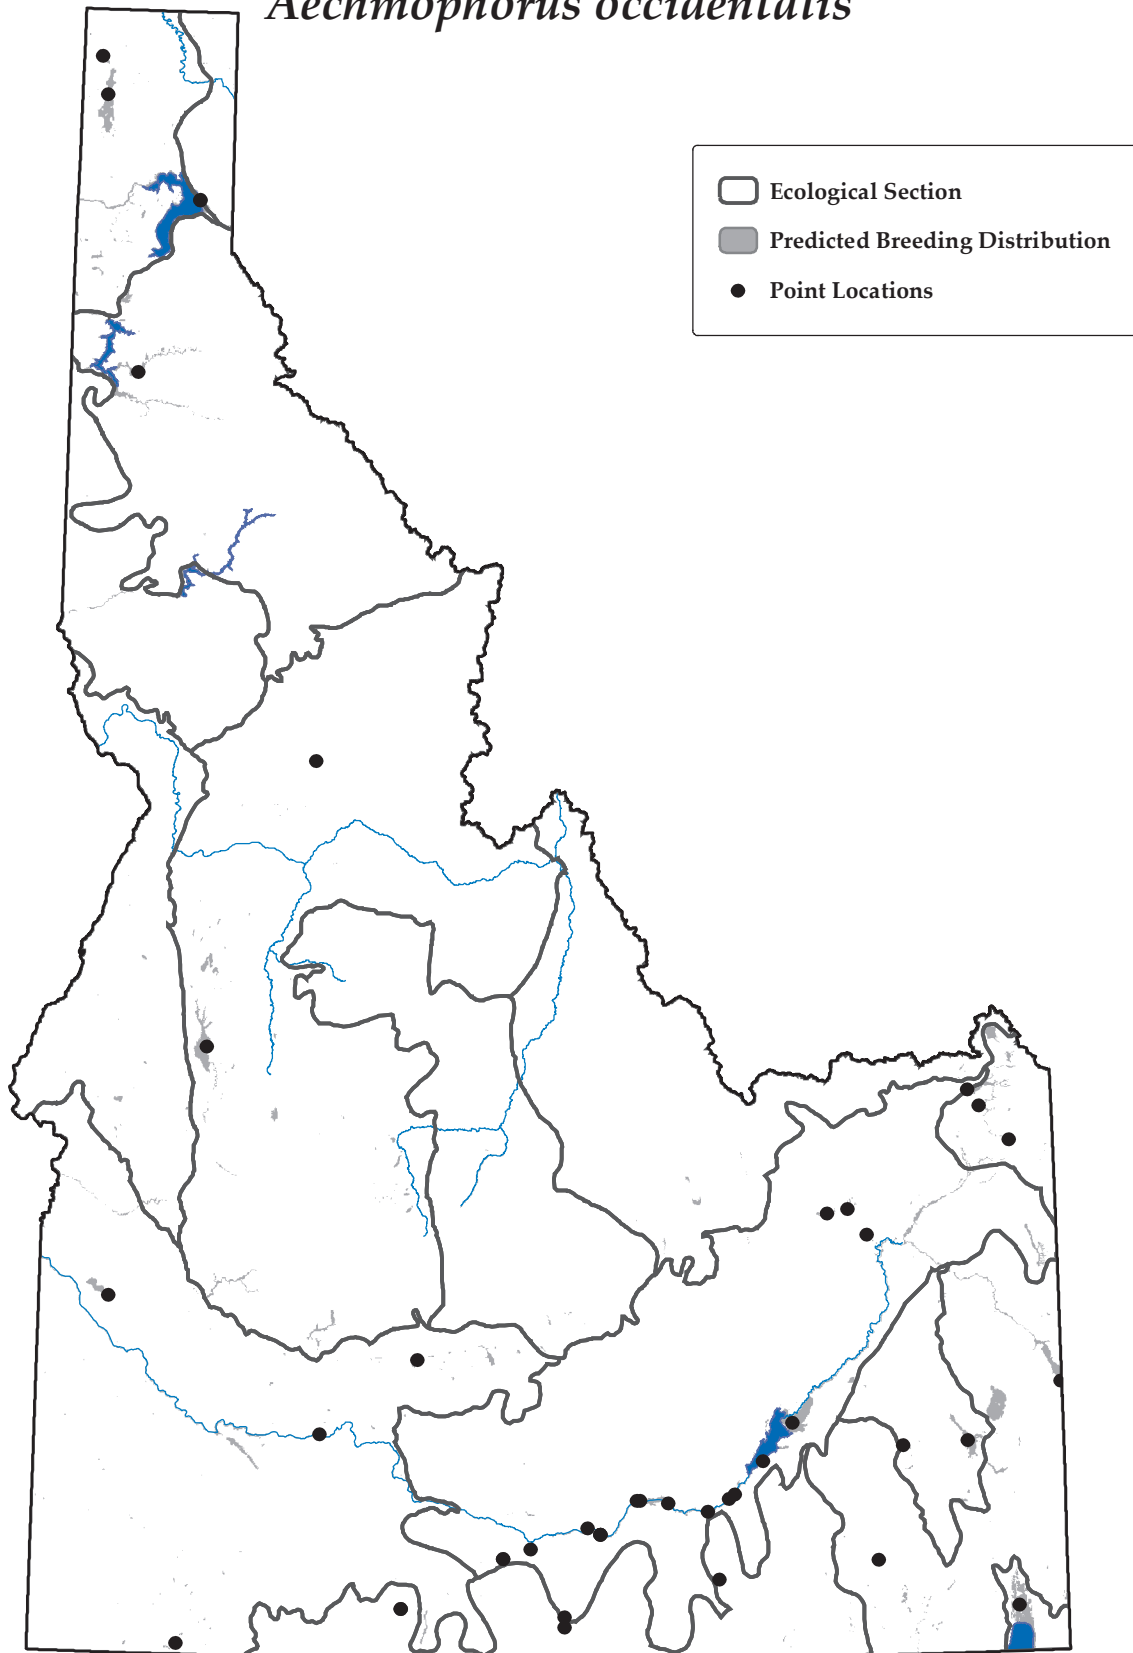 Aechmophorus occidentalis
Ecological Section
Predicted Breeding Distribution
Point Locations